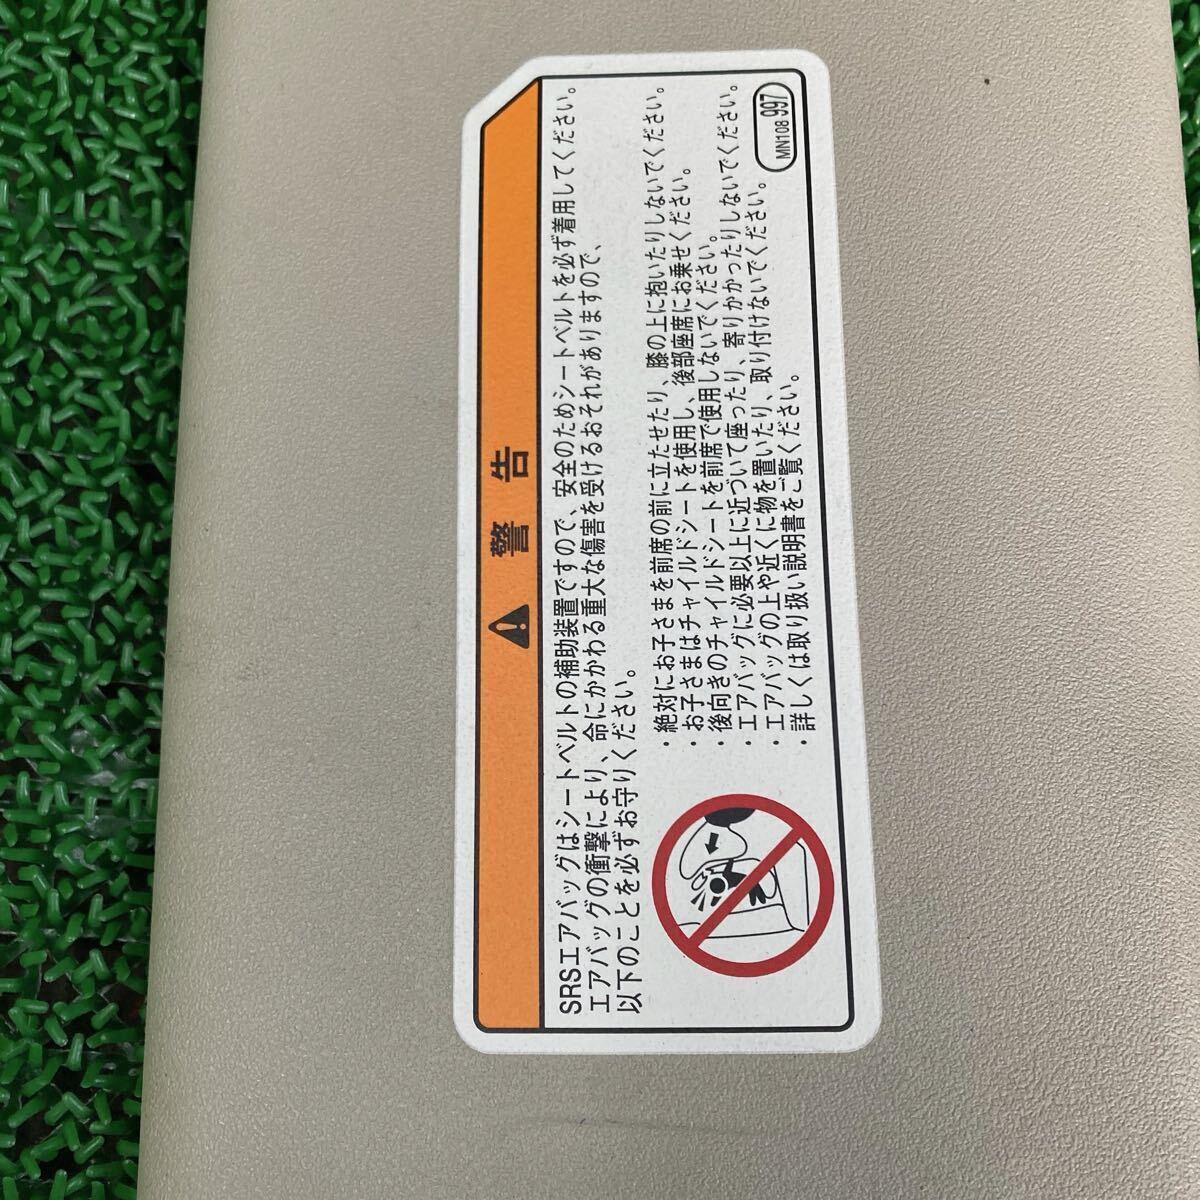 警告
SRSエアバッグはシートベルトの補助装置ですので、安全のためシートベルトを必ず着用してください。
エアバッグの衝撃により、命にかかわる重大な傷害を受けるおそれがありますので、
以下のことを必ずお守りください。
・絶対にお子さまを前席の前に立たせたり、膝の上に抱いたりしないでください。
・お子さまはチャイルドシートを使用し、後部座席にお乗せください。
・後向きのチャイルドシートを前席で使用しないでください。
・エアバッグに必要以上に近づいて座ったり、寄りかかったりしないでください。
・エアバッグの上や近くに物を置いたり、取り付けないでください。
・詳しくは取り扱い説明書をご覧ください。
MN108 997